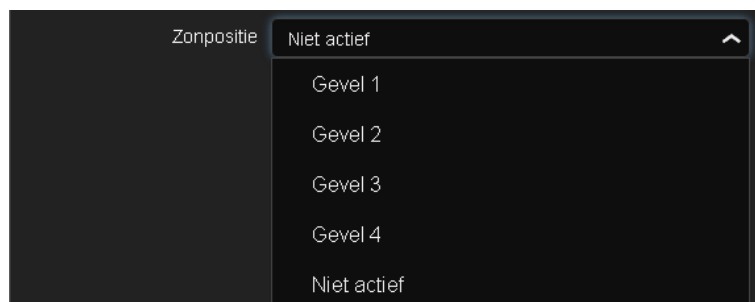 Zonpositie Niet actief
Gevel 1
Gevel 2
Gevel 3
Gevel 4
Niet actief